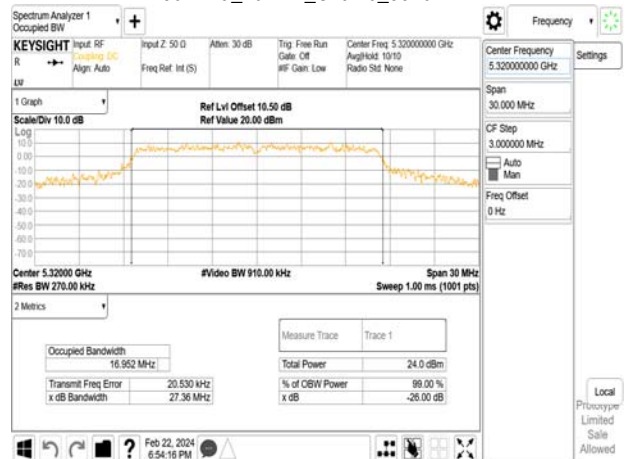 Spectrum Analyzer 1
Occupied BW
Frequency
KEYSIGHT
R
Input: RF
Coupling: DC
Align: Auto
Input Z: 50 Ω
Freq Ref: Int (S)
Atten: 30 dB
Trig: Free Run
Gate: Off
#IF Gain: Low
Center Freq: 5.320000000 GHz
Avg|Hold: 10/10
Radio Std: None
Center Frequency
5.320000000 GHz
Settings
Span
30.000 MHz
CF Step
3.000000 MHz
Auto
Man
Freq Offset
0 Hz
1 Graph
Scale/Div 10.0 dB
Ref Lvl Offset 10.50 dB
Ref Value 20.00 dBm
Log
10.0
0.00
-10.0
-20.0
-30.0
-40.0
-50.0
-60.0
-70.0
Center 5.32000 GHz
#Res BW 270.00 kHz
#Video BW 910.00 kHz
Span 30 MHz
Sweep 1.00 ms (1001 pts)
2 Metrics
Measure Trace
Trace 1
Occupied Bandwidth
16.952 MHz
Total Power
24.0 dBm
Transmit Freq Error
20.530 kHz
% of OBW Power
99.00 %
x dB Bandwidth
27.36 MHz
x dB
-26.00 dB
Local
Prototype
Limited
Sale
Allowed
Feb 22, 2024
6:54:16 PM